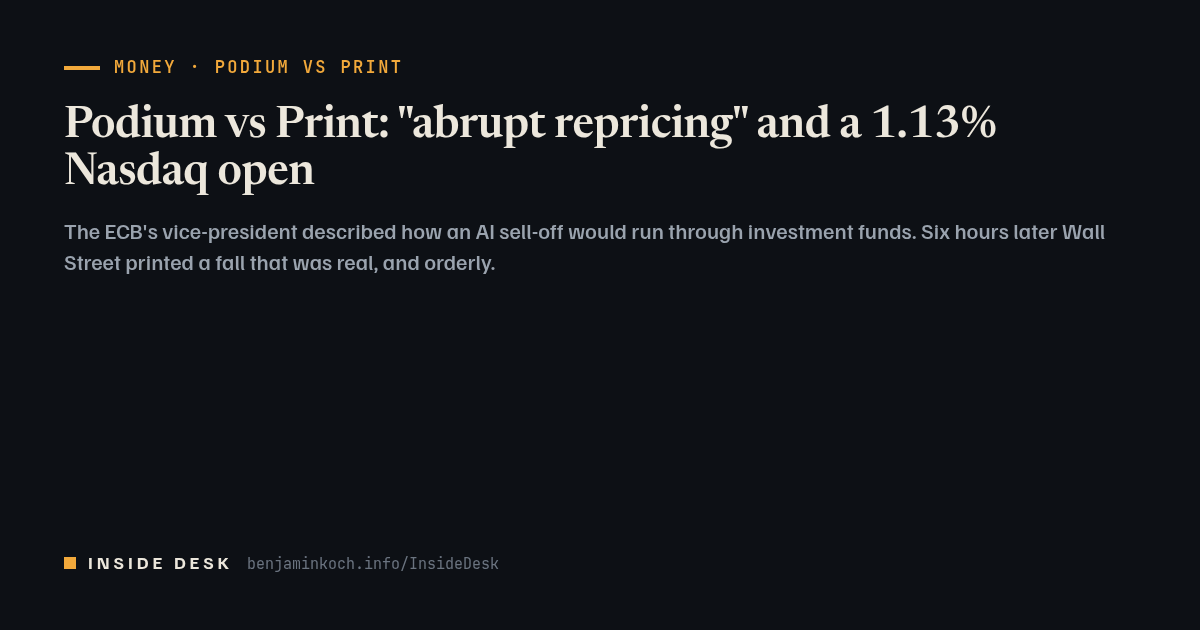 MONEY · PODIUM VS PRINT
Podium vs Print: "abrupt repricing" and a 1.13%
Nasdaq open
The ECB's vice-president described how an AI sell-off would run through investment funds. Six hours later Wall
Street printed a fall that was real, and orderly.
INSIDE DESK benjaminkoch.info/InsideDesk